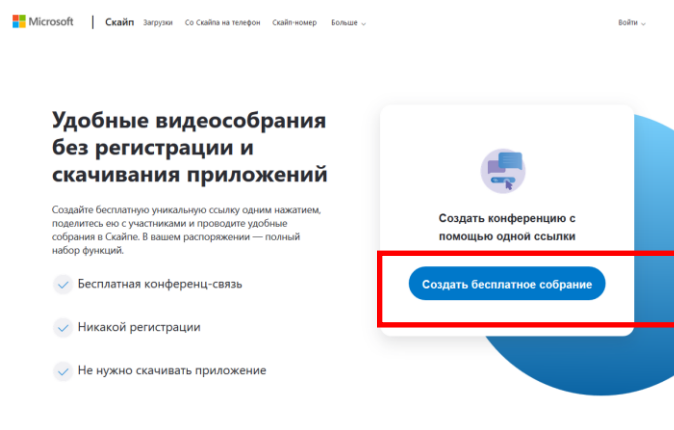 Microsoft | Скайп Загрузки Со Скайпа на телефон Скайп-номер Больше Войти
Удобные видеособрания
без регистрации и
скачивания приложений
Создайте бесплатную уникальную ссылку одним нажатием,
поделитесь ею с участниками и проводите удобные
собрания в Скайпе. В вашем распоряжении — полный
набор функций.
Бесплатная конференц-связь
Никакой регистрации
Не нужно скачивать приложение
Создать конференцию с
помощью одной ссылки
Создать бесплатное собрание